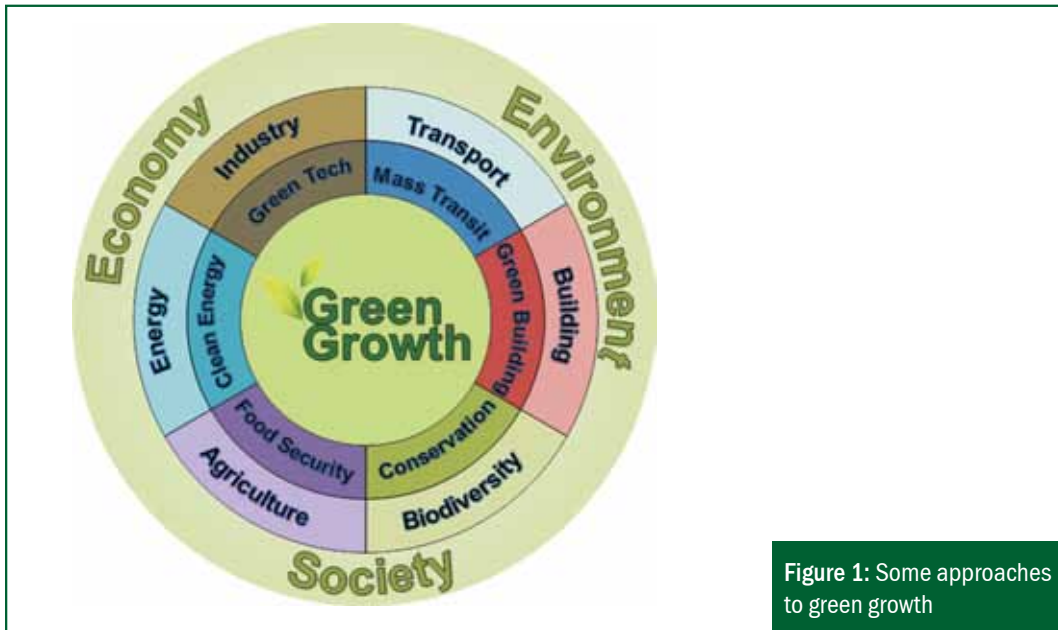 Economy
Environment
Society
Industry
Green Tech
Transport
Mass Transit
Building
Green Building
Biodiversity
Conservation
Agriculture
Food Security
Energy
Clean Energy
Green
Growth
Figure 1: Some approaches
to green growth